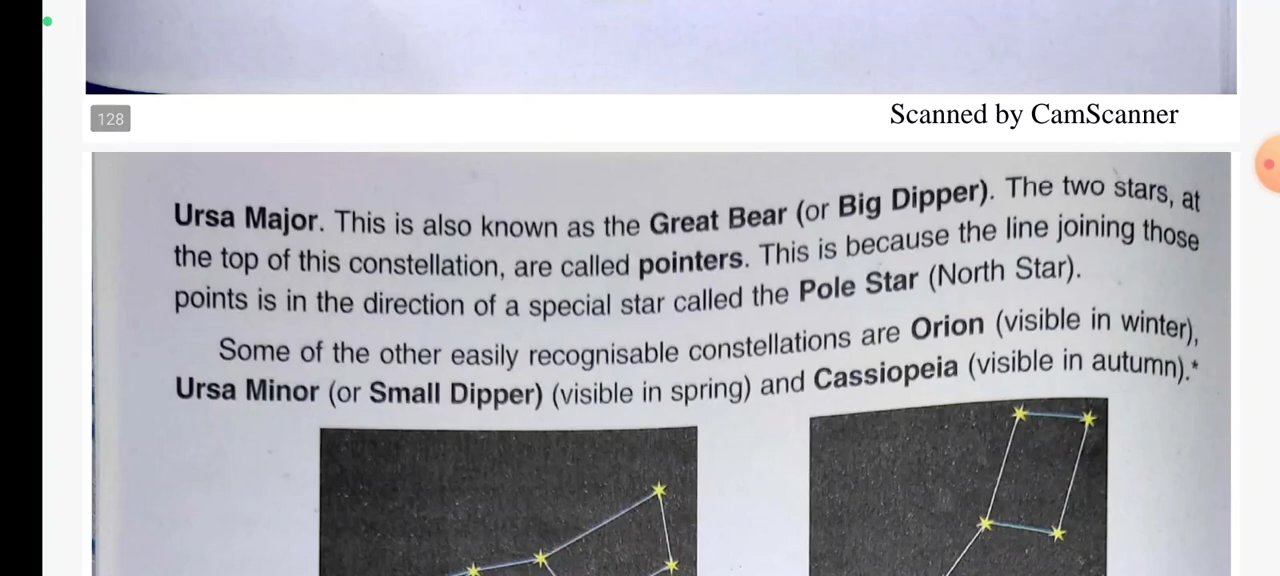 128
Scanned by CamScanner
Ursa Major. This is also known as the Great Bear (or Big Dipper). The two stars, at
the top of this constellation, are called pointers. This is because the line joining those
points is in the direction of a special star called the Pole Star (North Star).
Some of the other easily recognisable constellations are Orion (visible in winter),
Ursa Minor (or Small Dipper) (visible in spring) and Cassiopeia (visible in autumn).*